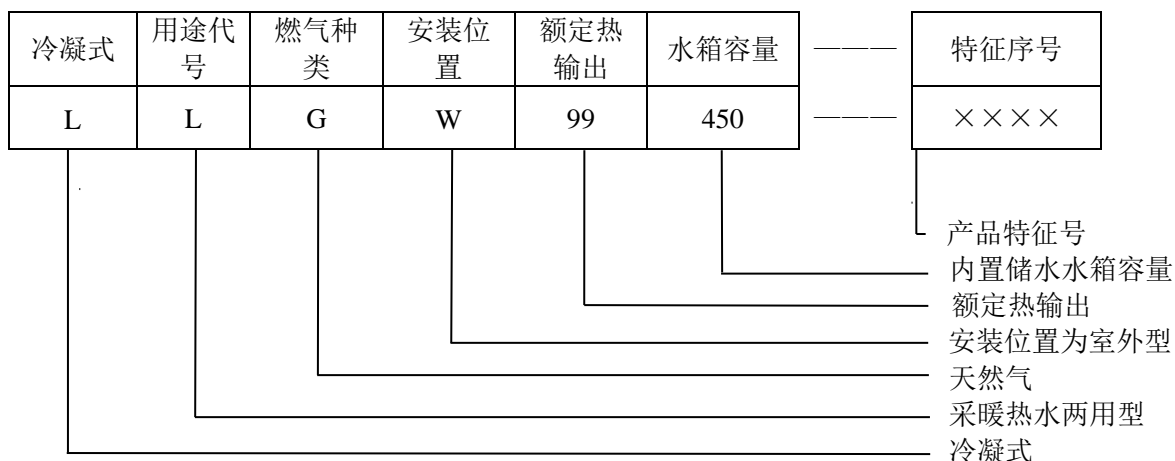 冷凝式 用途代号 燃气种类 安装位置 额定热输出 水箱容量 ——— 特征序号
L L G W 99 450 ——— ××××
产品特征号
内置储水水箱容量
额定热输出
安装位置为室外型
天然气
采暖热水两用型
冷凝式